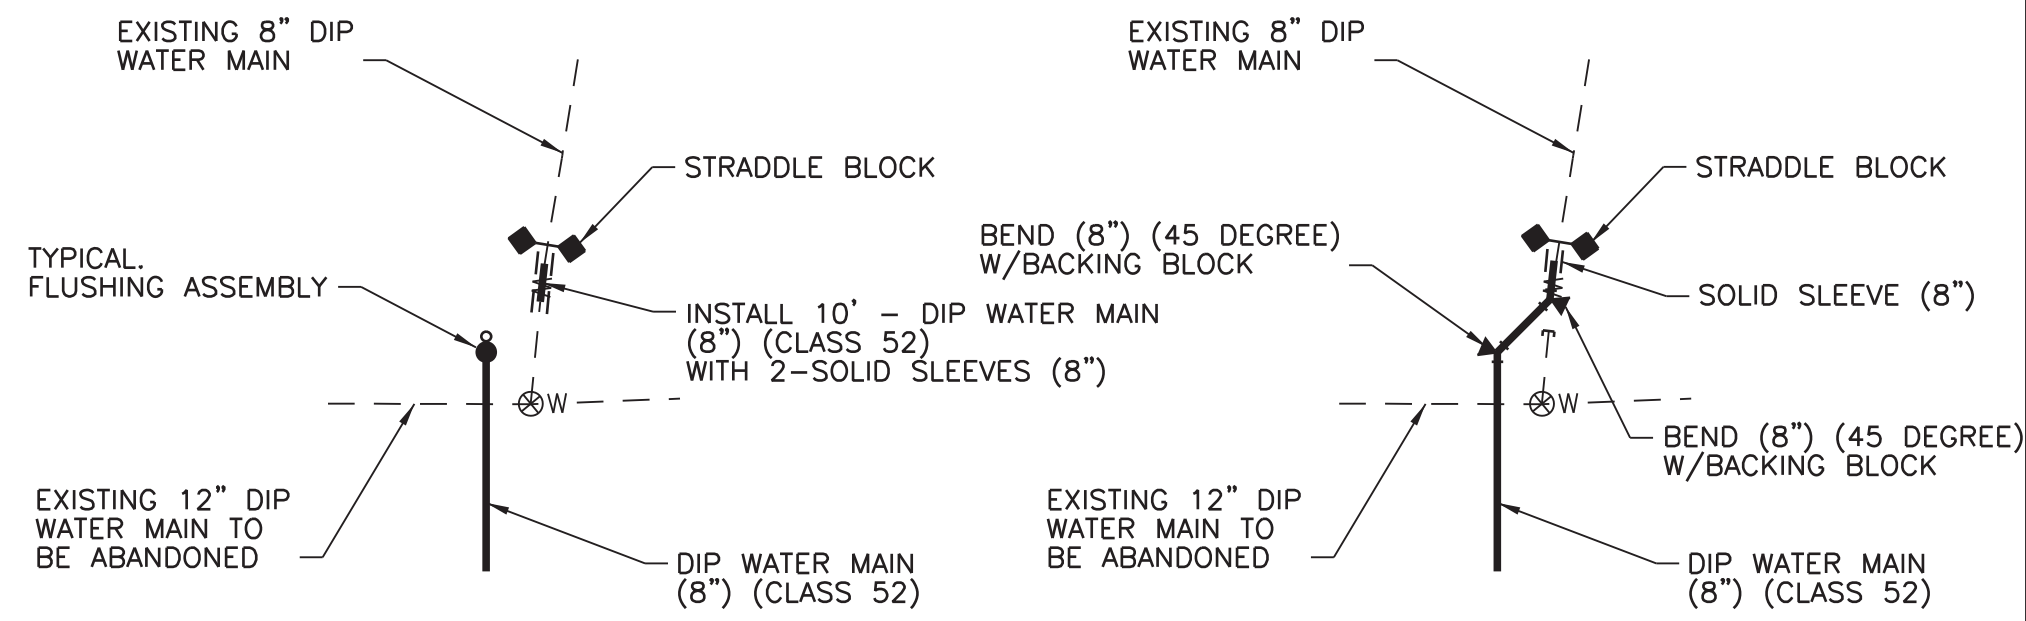 EXISTING 8” DIP
WATER MAIN
STRADDLE BLOCK
TYPICAL.
FLUSHING ASSEMBLY
INSTALL 10’ – DIP WATER MAIN
(8”) (CLASS 52)
WITH 2–SOLID SLEEVES (8”)
W
EXISTING 12” DIP
WATER MAIN TO
BE ABANDONED
DIP WATER MAIN
(8”) (CLASS 52)
EXISTING 8” DIP
WATER MAIN
STRADDLE BLOCK
BEND (8”) (45 DEGREE)
W/BACKING BLOCK
SOLID SLEEVE (8”)
W
BEND (8”) (45 DEGREE)
W/BACKING BLOCK
EXISTING 12” DIP
WATER MAIN TO
BE ABANDONED
DIP WATER MAIN
(8”) (CLASS 52)